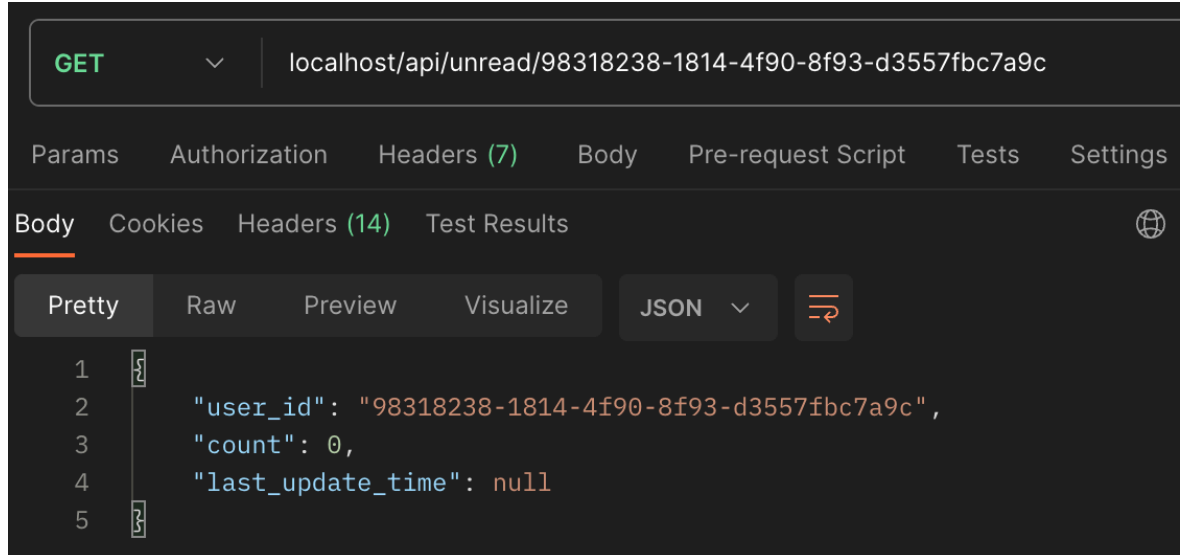 GET localhost/api/unread/98318238-1814-4f90-8f93-d3557fbc7a9c
Params Authorization Headers (7) Body Pre-request Script Tests Settings
Body Cookies Headers (14) Test Results
Pretty Raw Preview Visualize JSON
1 {
2 "user_id": "98318238-1814-4f90-8f93-d3557fbc7a9c",
3 "count": 0,
4 "last_update_time": null
5 }